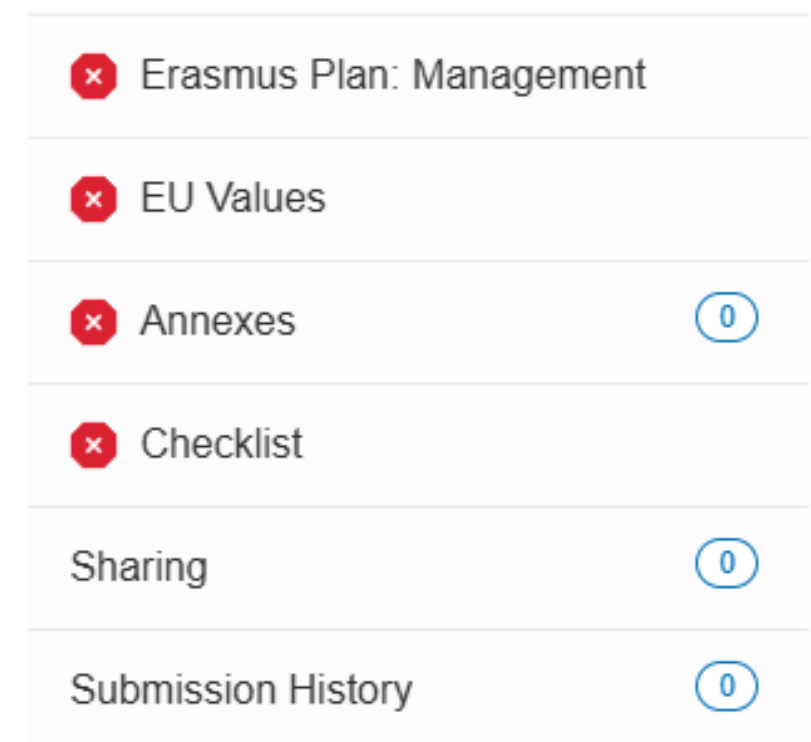 Erasmus Plan: Management
EU Values
Annexes 0
Checklist
Sharing 0
Submission History 0